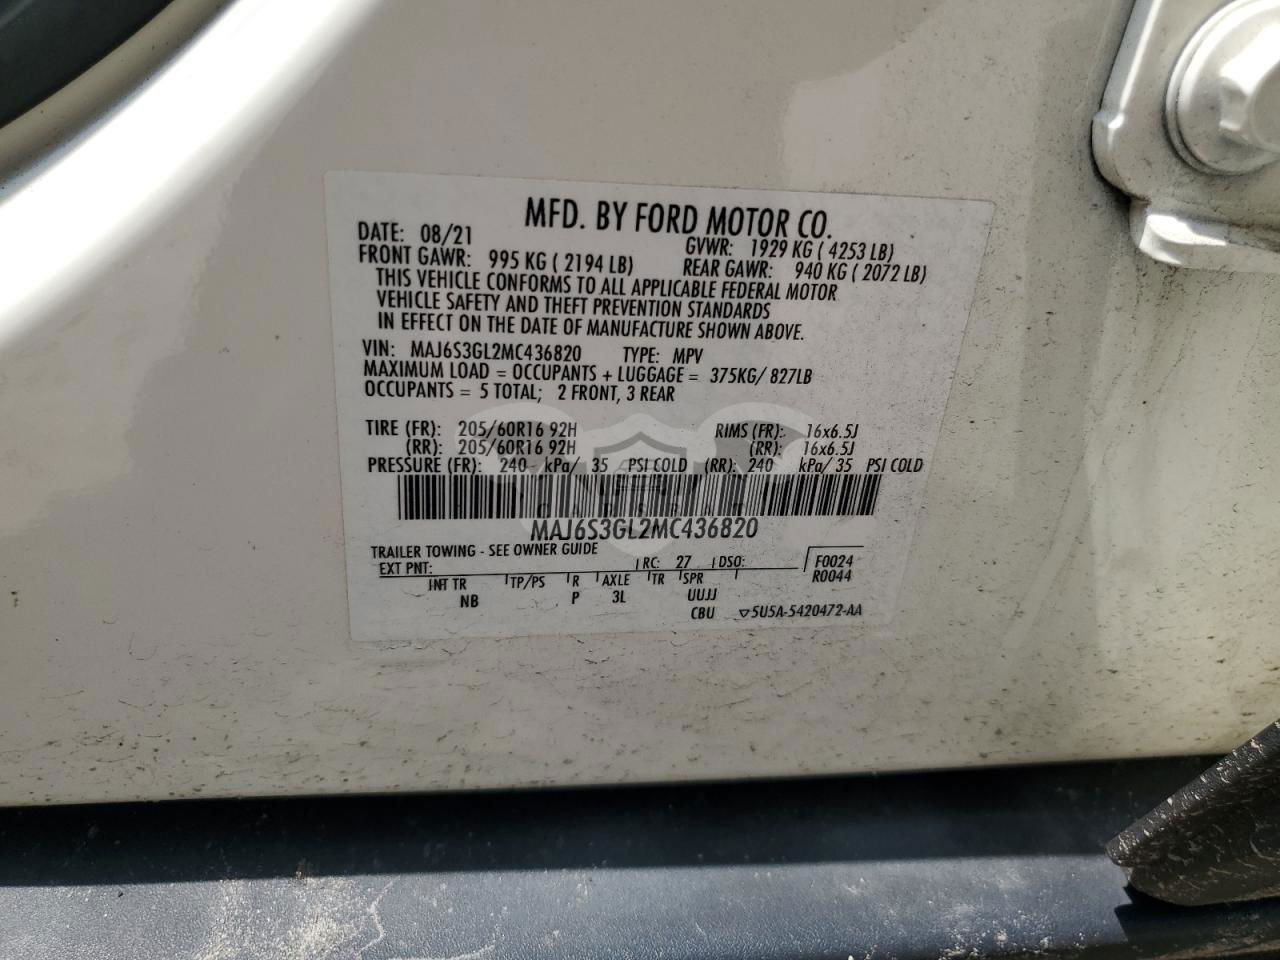 MFD. BY FORD MOTOR CO.
DATE: 08/21 GVWR: 1929 KG ( 4253 LB)
FRONT GAWR: 995 KG ( 2194 LB) REAR GAWR: 940 KG ( 2072 LB)
THIS VEHICLE CONFORMS TO ALL APPLICABLE FEDERAL MOTOR
VEHICLE SAFETY AND THEFT PREVENTION STANDARDS
IN EFFECT ON THE DATE OF MANUFACTURE SHOWN ABOVE.
VIN: MAJ6S3GL2MC436820 TYPE: MPV
MAXIMUM LOAD = OCCUPANTS + LUGGAGE = 375KG/ 827LB
OCCUPANTS = 5 TOTAL; 2 FRONT, 3 REAR
TIRE (FR): 205/60R16 92H RIMS (FR): 16x6.5J
(RR): 205/60R16 92H (RR): 16x6.5J
PRESSURE (FR): 240 kPa/ 35 PSI COLD (RR): 240 kPa/ 35 PSI COLD
MAJ6S3GL2MC436820
TRAILER TOWING - SEE OWNER GUIDE
EXT PNT: RC: 27 DSO: F0024
INT TR TP/PS R AXLE TR SPR R0044
NB P 3L UUJJ
CBU ▽5U5A-5420472-AA